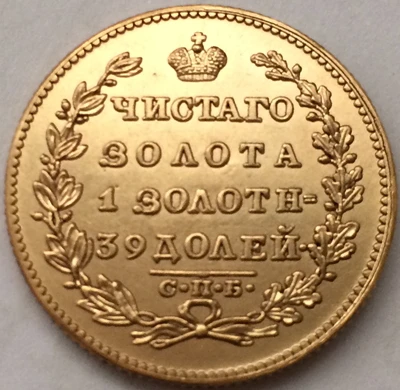 ЧИСТАГО
ЗОЛОТА
1 ЗОЛОТН=
39 ДОЛЕЙ·
С·П·Б·